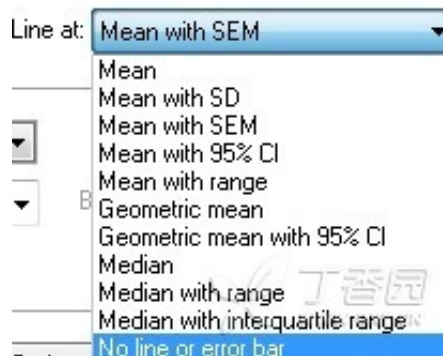 Line at: Mean with SEM
Mean
Mean with SD
Mean with SEM
Mean with 95% CI
Mean with range
Geometric mean
Geometric mean with 95% CI
Median
Median with range
Median with interquartile range
No line or error bar
丁香园